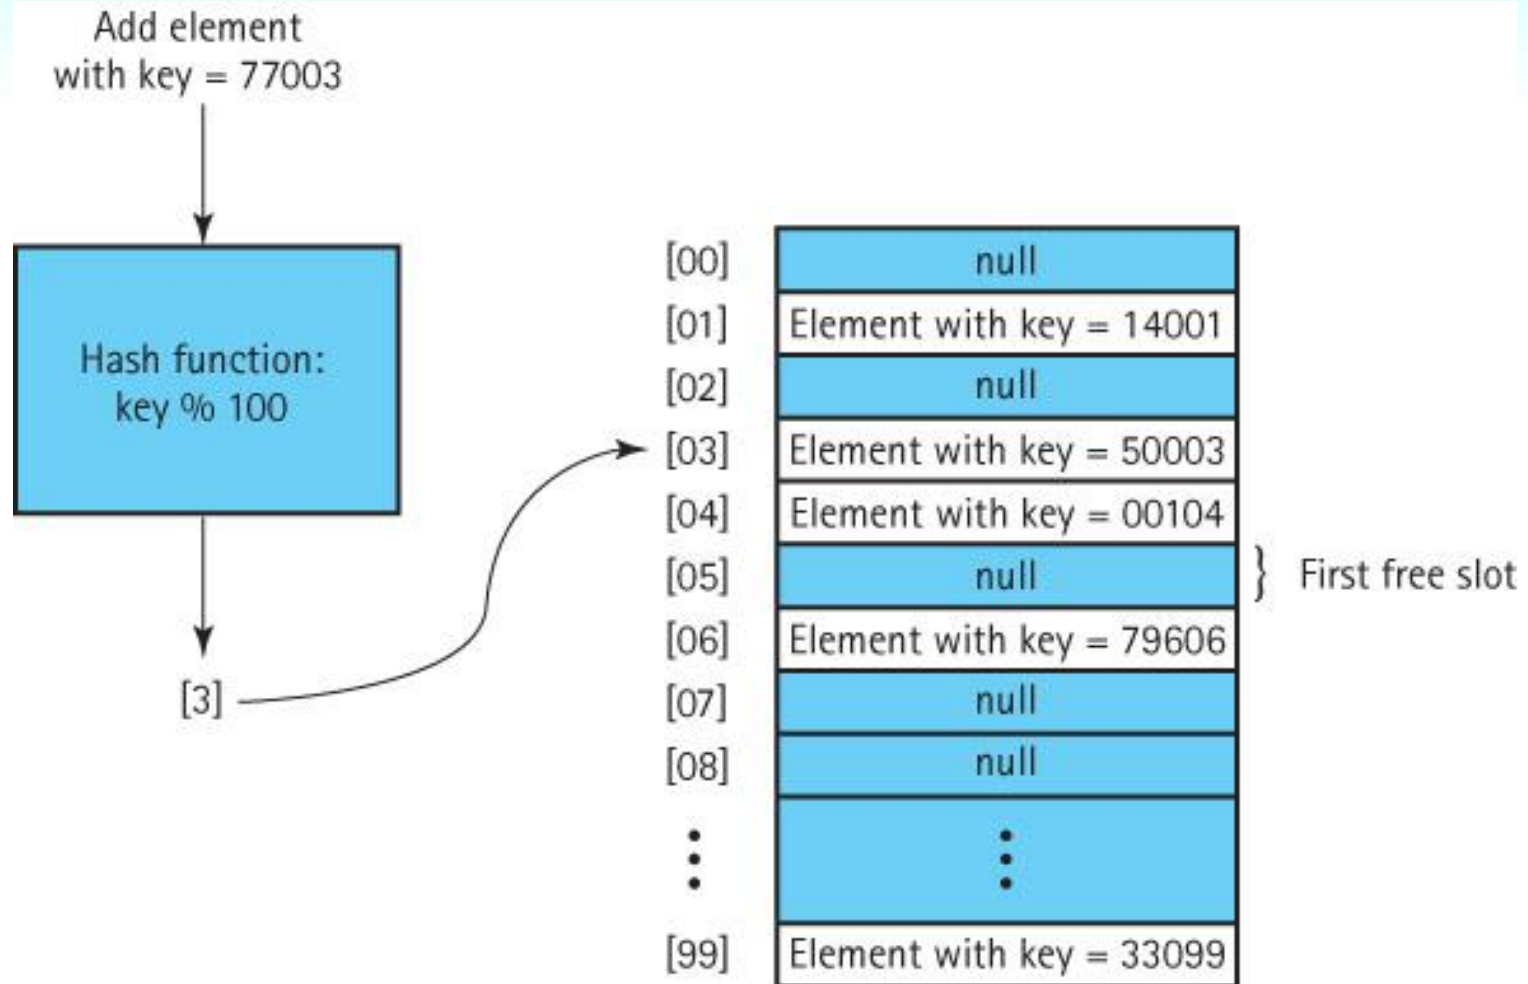 Add element
with key = 77003
Hash function:
key % 100
[3]
[00] null
[01] Element with key = 14001
[02] null
[03] Element with key = 50003
[04] Element with key = 00104
[05] null } First free slot
[06] Element with key = 79606
[07] null
[08] null
[99] Element with key = 33099